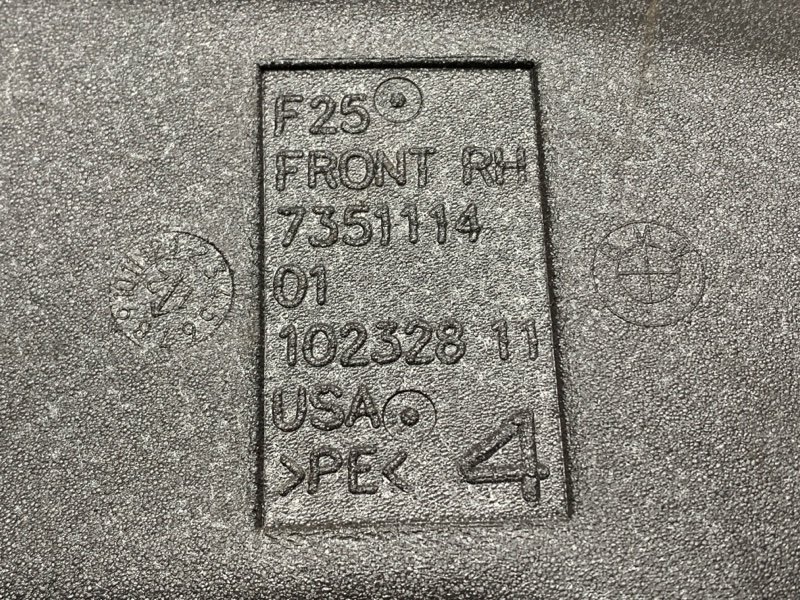 F25
FRONT RH
7351114
01
102328 11
USA
>PE< 4